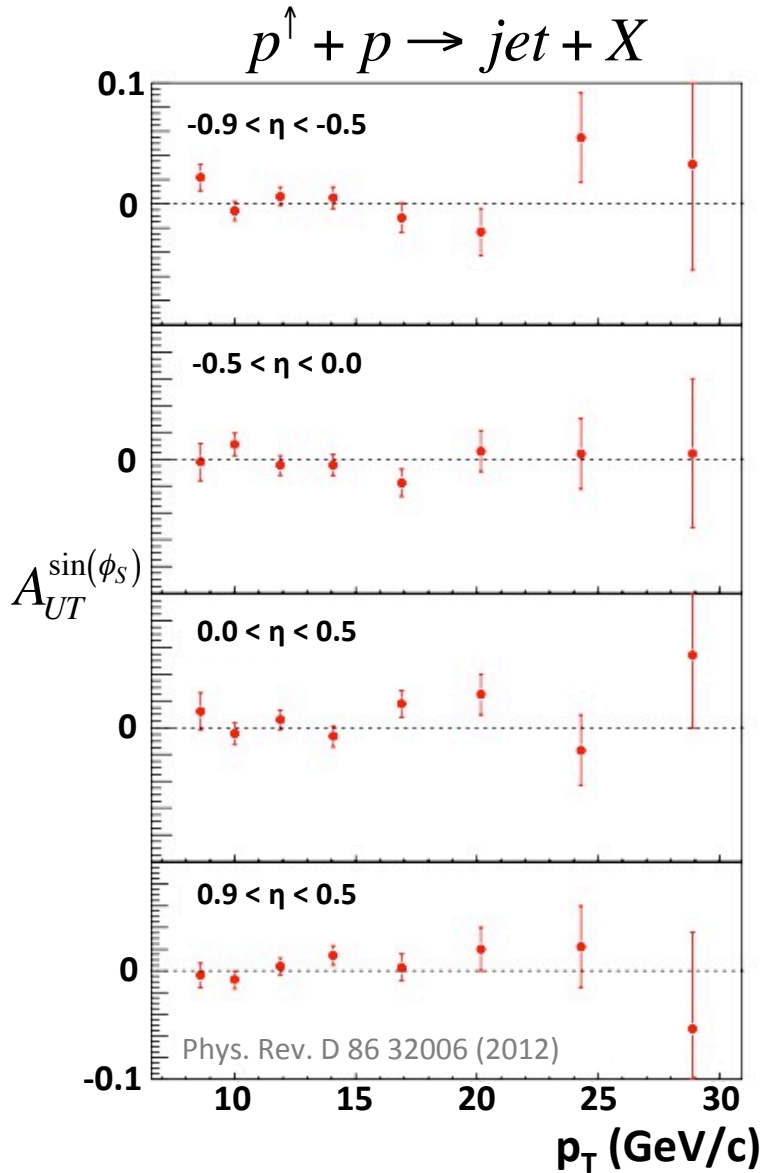 p↑ + p → jet + X
0.1
-0.9 < η < -0.5
0
-0.5 < η < 0.0
0
A_{UT}^{sin(ϕ_S)}
0.0 < η < 0.5
0
0.9 < η < 0.5
0
Phys. Rev. D 86 32006 (2012)
-0.1
10 15 20 25 30
p_T (GeV/c)